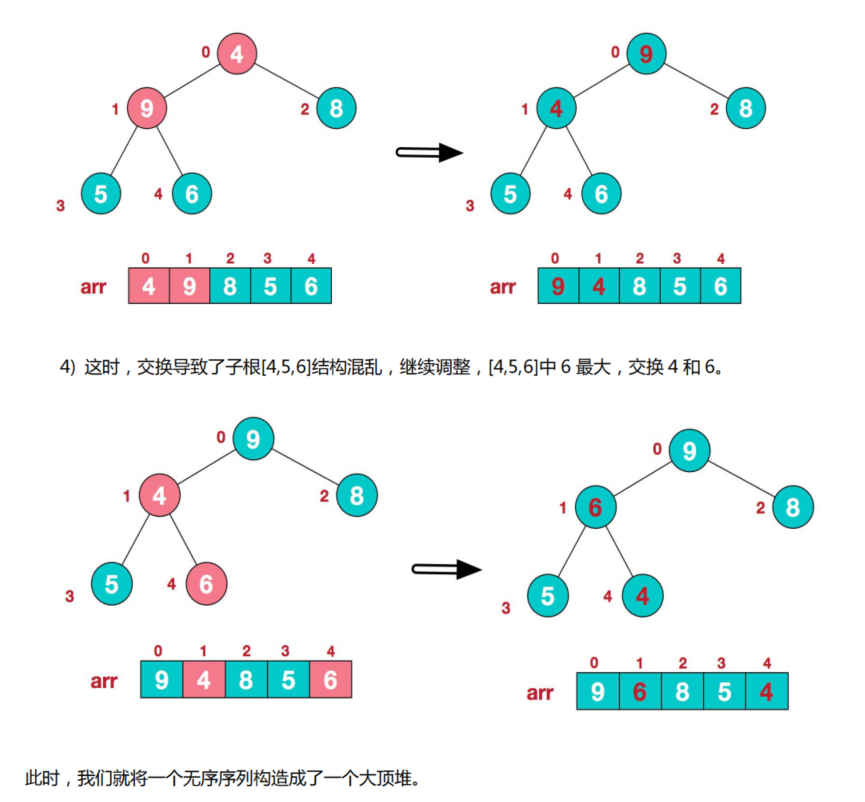 0 4 0 9
1 9 2 8 1 4 2 8
3 5 4 6 3 5 4 6
0 1 2 3 4 0 1 2 3 4
arr 4 9 8 5 6 arr 9 4 8 5 6
4) 这时，交换导致了子根[4,5,6]结构混乱，继续调整，[4,5,6]中 6 最大，交换 4 和 6。
0 9 0 9
1 4 2 8 1 6 2 8
3 5 4 6 3 5 4 4
0 1 2 3 4 0 1 2 3 4
arr 9 4 8 5 6 arr 9 6 8 5 4
此时，我们就将一个无序序列构造成了一个大顶堆。